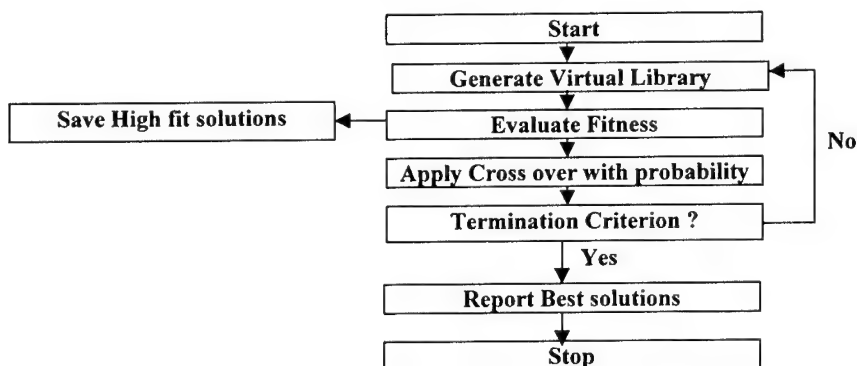 Start
Generate Virtual Library
Save High fit solutions
Evaluate Fitness
No
Apply Cross over with probability
Termination Criterion ?
Yes
Report Best solutions
Stop